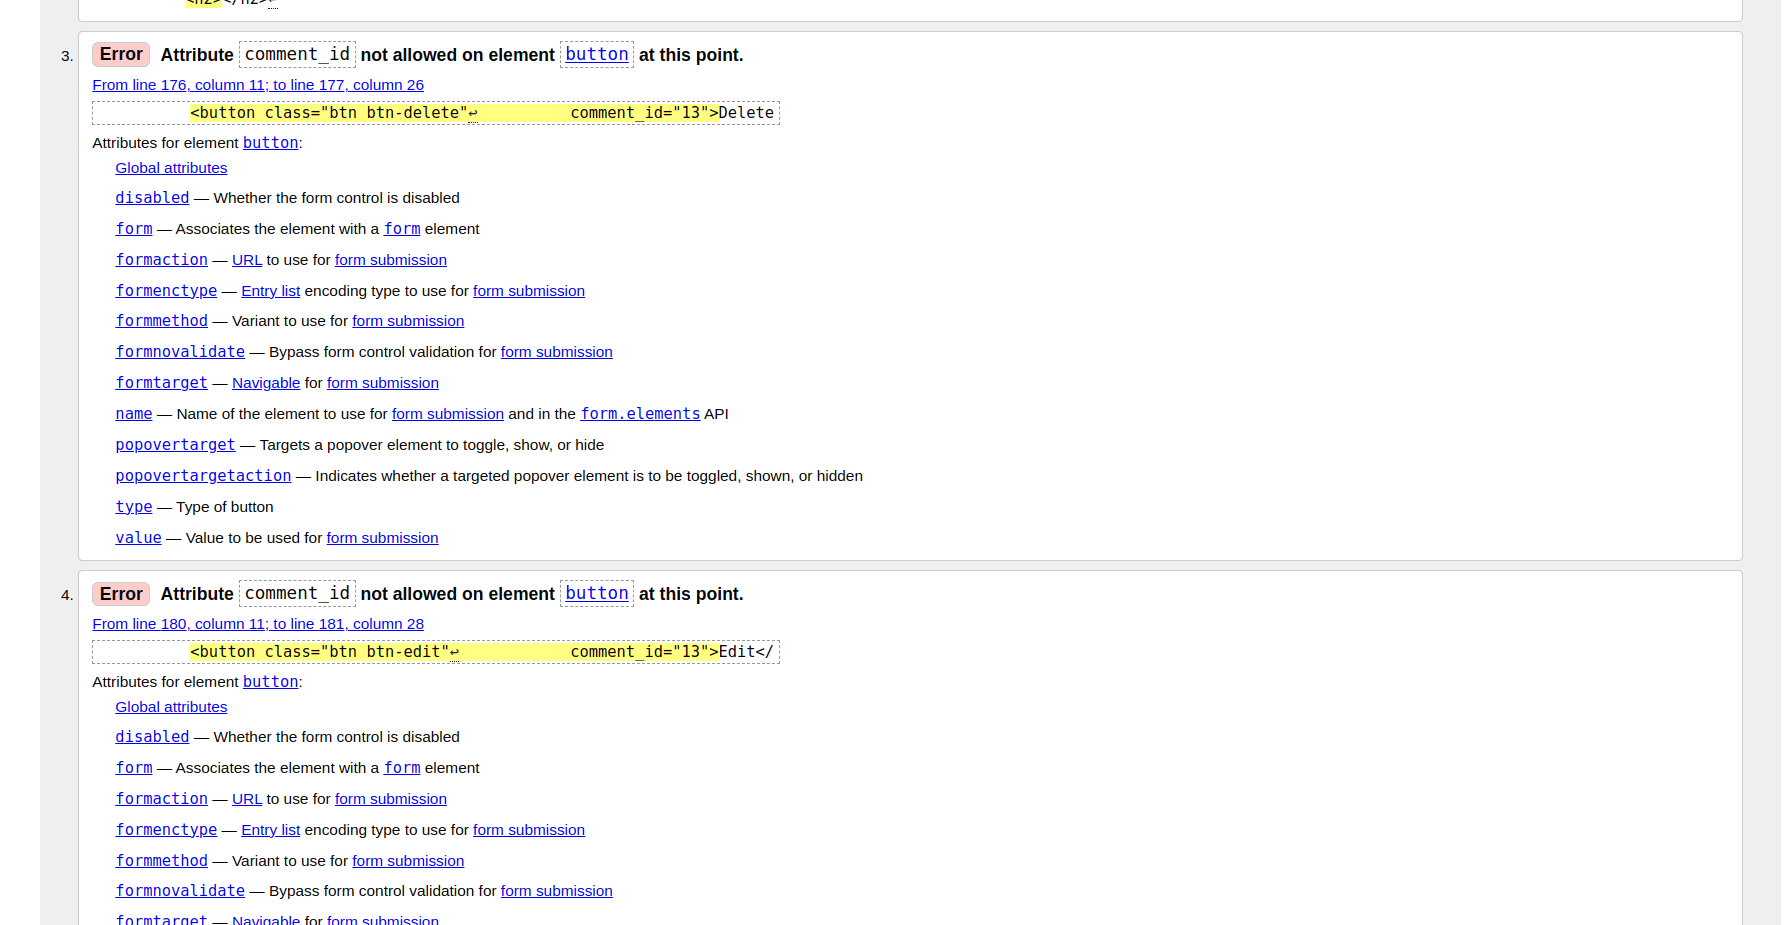 <h2></h2>↩
3. Error Attribute comment_id not allowed on element button at this point.
From line 176, column 11; to line 177, column 26
<button class="btn btn-delete"↩ comment_id="13">Delete
Attributes for element button:
Global attributes
disabled — Whether the form control is disabled
form — Associates the element with a form element
formaction — URL to use for form submission
formenctype — Entry list encoding type to use for form submission
formmethod — Variant to use for form submission
formnovalidate — Bypass form control validation for form submission
formtarget — Navigable for form submission
name — Name of the element to use for form submission and in the form.elements API
popovertarget — Targets a popover element to toggle, show, or hide
popovertargetaction — Indicates whether a targeted popover element is to be toggled, shown, or hidden
type — Type of button
value — Value to be used for form submission
4. Error Attribute comment_id not allowed on element button at this point.
From line 180, column 11; to line 181, column 28
<button class="btn btn-edit"↩ comment_id="13">Edit</
Attributes for element button:
Global attributes
disabled — Whether the form control is disabled
form — Associates the element with a form element
formaction — URL to use for form submission
formenctype — Entry list encoding type to use for form submission
formmethod — Variant to use for form submission
formnovalidate — Bypass form control validation for form submission
formtarget — Navigable for form submission